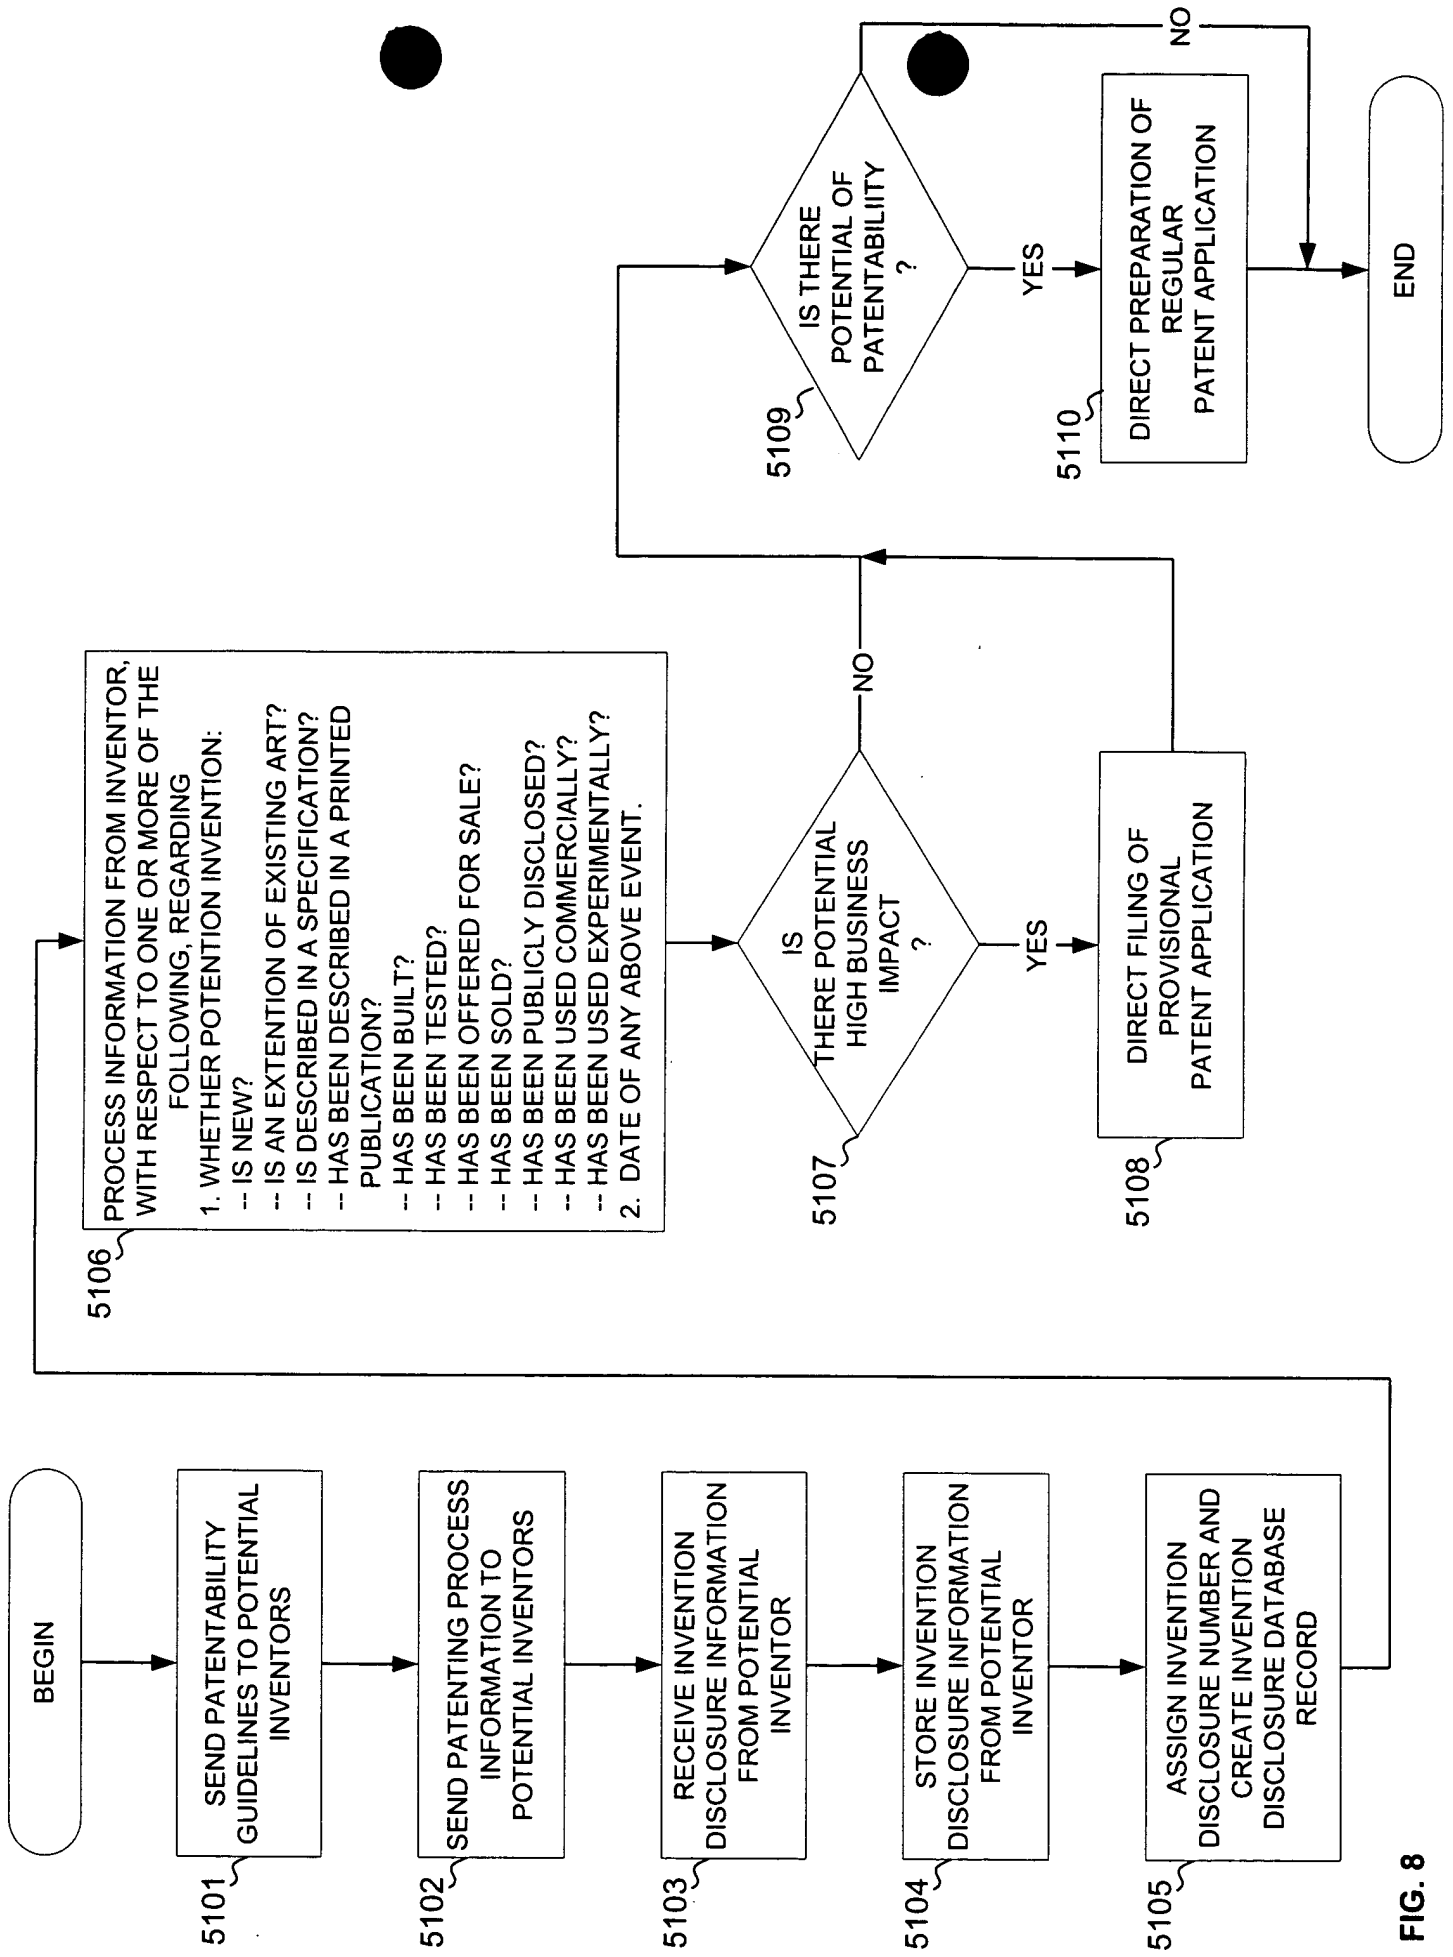 BEGIN
5101
SEND PATENTABILITY
GUIDELINES TO POTENTIAL
INVENTORS
5102
SEND PATENTING PROCESS
INFORMATION TO
POTENTIAL INVENTORS
5103
RECEIVE INVENTION
DISCLOSURE INFORMATION
FROM POTENTIAL
INVENTOR
5104
STORE INVENTION
DISCLOSURE INFORMATION
FROM POTENTIAL
INVENTOR
5105
ASSIGN INVENTION
DISCLOSURE NUMBER AND
CREATE INVENTION
DISCLOSURE DATABASE
RECORD
5106
PROCESS INFORMATION FROM INVENTOR,
WITH RESPECT TO ONE OR MORE OF THE
FOLLOWING, REGARDING
1. WHETHER POTENTION INVENTION:
-- IS NEW?
-- IS AN EXTENTION OF EXISTING ART?
-- IS DESCRIBED IN A SPECIFICATION?
-- HAS BEEN DESCRIBED IN A PRINTED
PUBLICATION?
-- HAS BEEN BUILT?
-- HAS BEEN TESTED?
-- HAS BEEN OFFERED FOR SALE?
-- HAS BEEN SOLD?
-- HAS BEEN PUBLICLY DISCLOSED?
-- HAS BEEN USED COMMERCIALLY?
-- HAS BEEN USED EXPERIMENTALLY?
2. DATE OF ANY ABOVE EVENT.
5107
IS
THERE POTENTIAL
HIGH BUSINESS
IMPACT
?
NO
YES
5108
DIRECT FILING OF
PROVISIONAL
PATENT APPLICATION
5109
IS THERE
POTENTIAL OF
PATENTABILIITY
?
NO
YES
5110
DIRECT PREPARATION OF
REGULAR
PATENT APPLICATION
END
FIG. 8